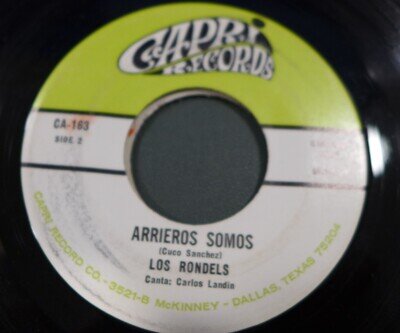 CAPRI
RECORDS
CA-163
SIDE 2
ARRIEROS SOMOS
(Cuco Sanchez)
LOS RONDELS
Canta: Carlos Landin
CAPRI RECORD CO. - 3521-B McKINNEY - DALLAS, TEXAS 75204